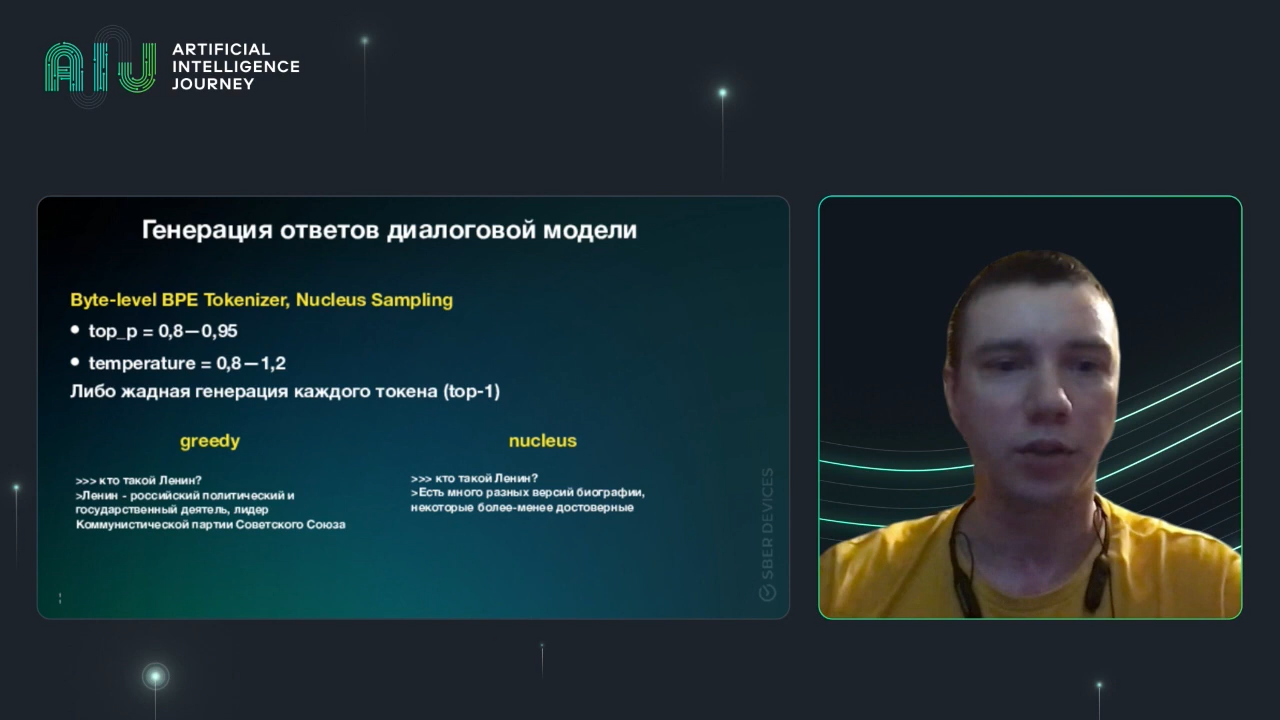 ARTIFICIAL
INTELLIGENCE
JOURNEY
Генерация ответов диалоговой модели
Byte-level BPE Tokenizer, Nucleus Sampling
• top_p = 0,8—0,95
• temperature = 0,8—1,2
Либо жадная генерация каждого токена (top-1)
greedy
>>> кто такой Ленин?
>Ленин - российский политический и
государственный деятель, лидер
Коммунистической партии Советского Союза
nucleus
>>> кто такой Ленин?
>Есть много разных версий биографии,
некоторые более-менее достоверные
SBER DEVICES